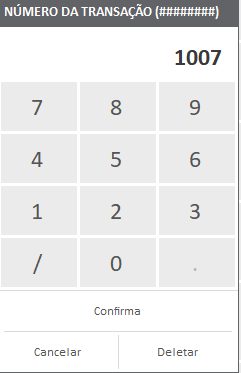 NÚMERO DA TRANSAÇÃO (########)
1007
7 8 9
4 5 6
1 2 3
/ 0 .
Confirma
Cancelar Deletar